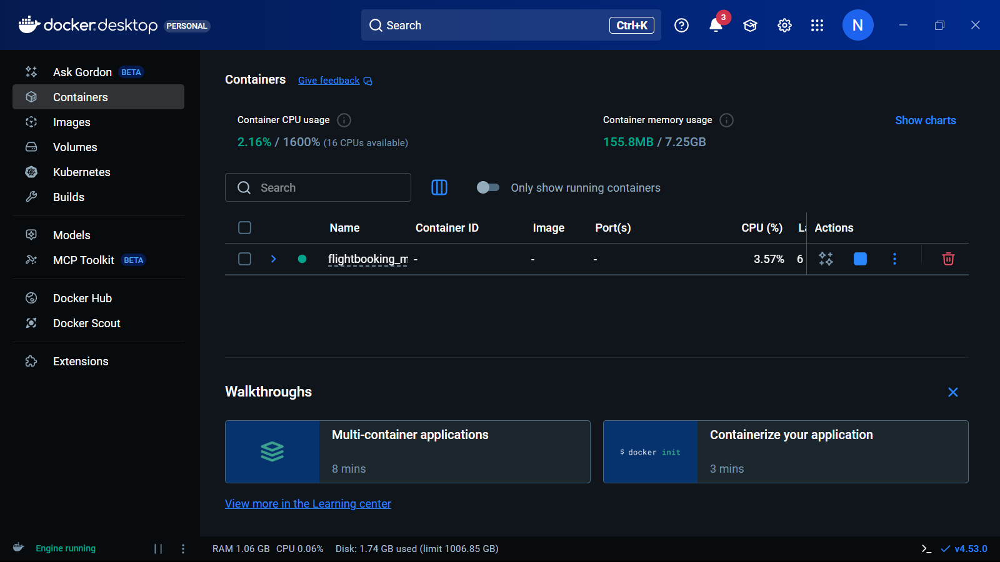 docker.desktop PERSONAL
Search Ctrl+K
3
N
Ask Gordon BETA
Containers
Images
Volumes
Kubernetes
Builds
Models
MCP Toolkit BETA
Docker Hub
Docker Scout
Extensions
Containers Give feedback
Container CPU usage
2.16% / 1600% (16 CPUs available)
Container memory usage
155.8MB / 7.25GB
Show charts
Search
Only show running containers
Name Container ID Image Port(s) CPU (%) La Actions
flightbooking_m - - - 3.57% 6
Walkthroughs
Multi-container applications
8 mins
$ docker init
Containerize your application
3 mins
View more in the Learning center
Engine running
RAM 1.06 GB CPU 0.06% Disk: 1.74 GB used (limit 1006.85 GB)
v4.53.0